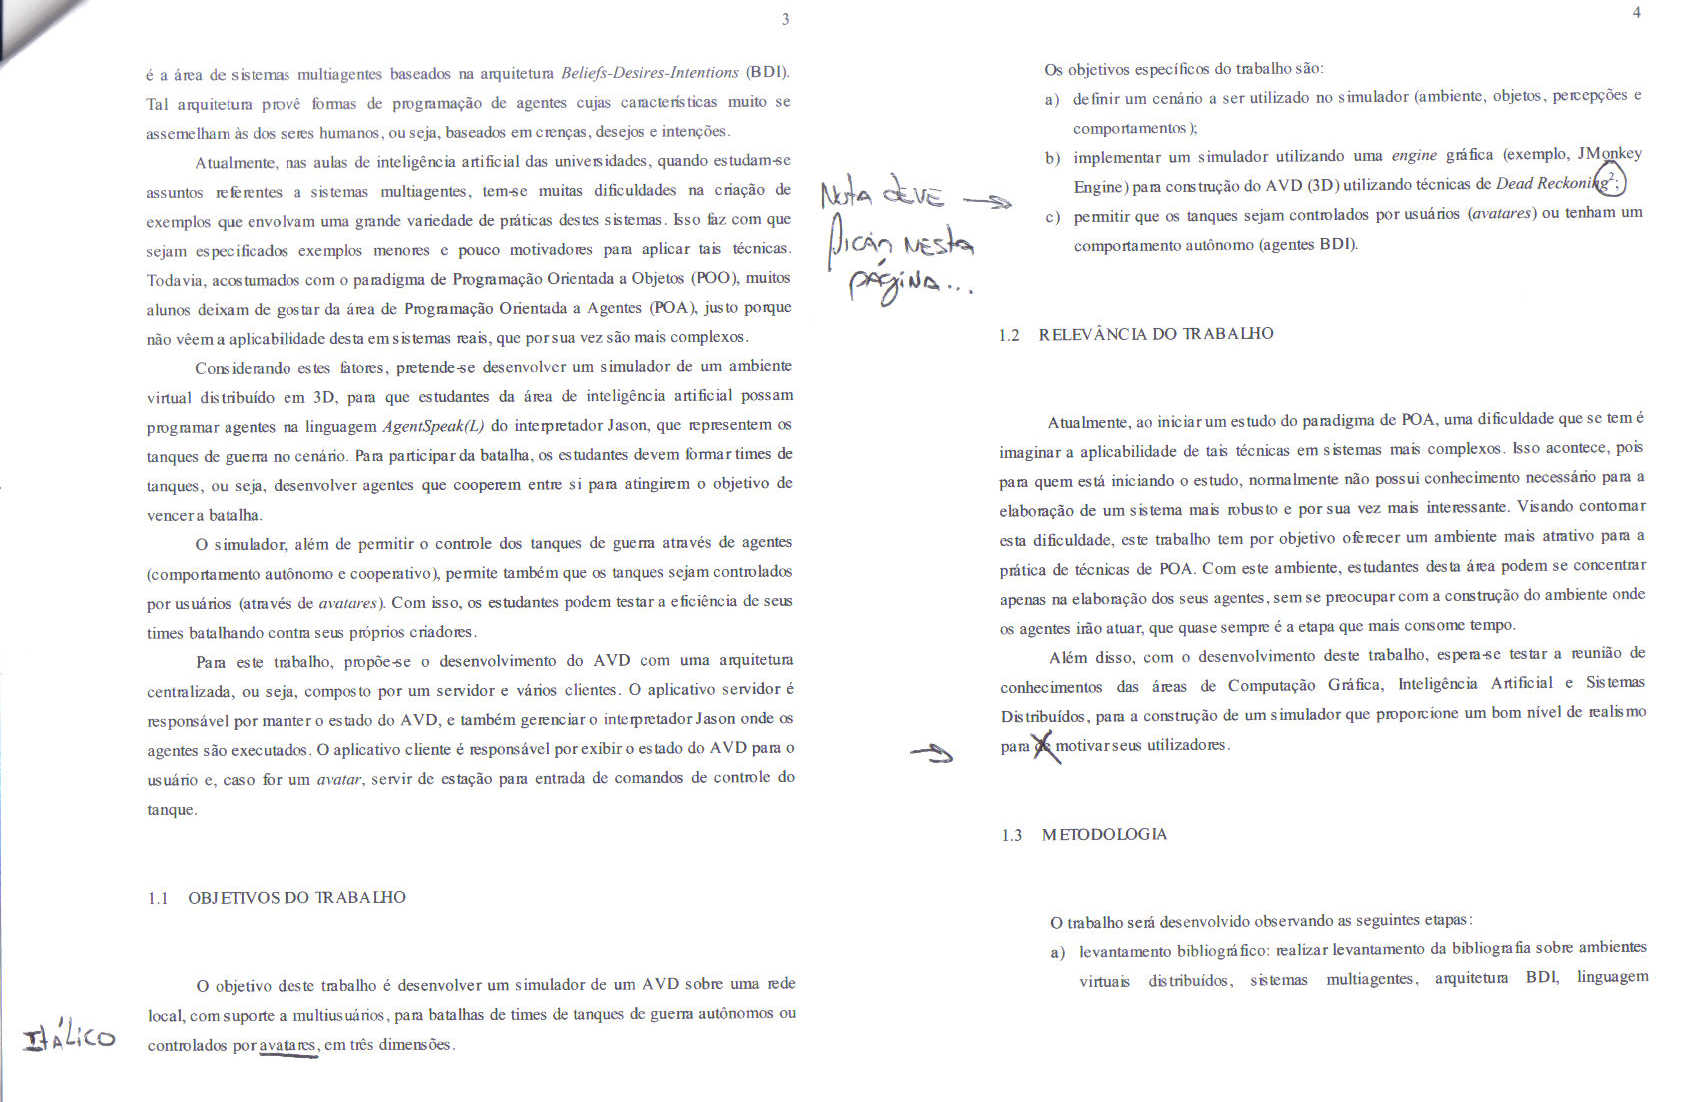 3
é a área de sistemas multiagentes baseados na arquitetura Beliefs-Desires-Intentions (BDI).
Tal arquitetura provê formas de programação de agentes cujas características muito se
assemelham às dos seres humanos, ou seja, baseados em crenças, desejos e intenções.
Atualmente, nas aulas de inteligência artificial das universidades, quando estudam-se
assuntos referentes a sistemas multiagentes, tem-se muitas dificuldades na criação de
exemplos que envolvam uma grande variedade de práticas destes sistemas. Isso faz com que
sejam especificados exemplos menores e pouco motivadores para aplicar tais técnicas.
Todavia, acostumados com o paradigma de Programação Orientada a Objetos (POO), muitos
alunos deixam de gostar da área de Programação Orientada a Agentes (POA), justo porque
não vêem a aplicabilidade desta em sistemas reais, que por sua vez são mais complexos.
Considerando estes fatores, pretende-se desenvolver um simulador de um ambiente
virtual distribuído em 3D, para que estudantes da área de inteligência artificial possam
programar agentes na linguagem AgentSpeak(L) do interpretador Jason, que representem os
tanques de guerra no cenário. Para participar da batalha, os estudantes devem formar times de
tanques, ou seja, desenvolver agentes que cooperem entre si para atingirem o objetivo de
vencer a batalha.
O simulador, além de permitir o controle dos tanques de guerra através de agentes
(comportamento autônomo e cooperativo), permite também que os tanques sejam controlados
por usuários (através de avatares). Com isso, os estudantes podem testar a eficiência de seus
times batalhando contra seus próprios criadores.
Para este trabalho, propõe-se o desenvolvimento do AVD com uma arquitetura
centralizada, ou seja, composto por um servidor e vários clientes. O aplicativo servidor é
responsável por manter o estado do AVD, e também gerenciar o interpretador Jason onde os
agentes são executados. O aplicativo cliente é responsável por exibir o estado do AVD para o
usuário e, caso for um avatar, servir de estação para entrada de comandos de controle do
tanque.
1.1 OBJETIVOS DO TRABALHO
O objetivo deste trabalho é desenvolver um simulador de um AVD sobre uma rede
local, com suporte a multiusuários, para batalhas de times de tanques de guerra autônomos ou
ITÁLICO
controlados por avatares, em três dimensões.
4
Os objetivos específicos do trabalho são:
a) definir um cenário a ser utilizado no simulador (ambiente, objetos, percepções e
comportamentos);
b) implementar um simulador utilizando uma engine gráfica (exemplo, JMonkey
Engine) para construção do AVD (3D) utilizando técnicas de Dead Reckoning²;
NOTA DEVE
FICAR NESTA
PÁGINA...
c) permitir que os tanques sejam controlados por usuários (avatares) ou tenham um
comportamento autônomo (agentes BDI).
1.2 RELEVÂNCIA DO TRABALHO
Atualmente, ao iniciar um estudo do paradigma de POA, uma dificuldade que se tem é
imaginar a aplicabilidade de tais técnicas em sistemas mais complexos. Isso acontece, pois
para quem está iniciando o estudo, normalmente não possui conhecimento necessário para a
elaboração de um sistema mais robusto e por sua vez mais interessante. Visando contornar
esta dificuldade, este trabalho tem por objetivo oferecer um ambiente mais atrativo para a
prática de técnicas de POA. Com este ambiente, estudantes desta área podem se concentrar
apenas na elaboração dos seus agentes, sem se preocupar com a construção do ambiente onde
os agentes irão atuar, que quase sempre é a etapa que mais consome tempo.
Além disso, com o desenvolvimento deste trabalho, espera-se testar a reunião de
conhecimentos das áreas de Computação Gráfica, Inteligência Artificial e Sistemas
Distribuídos, para a construção de um simulador que proporcione um bom nível de realismo
para de motivar seus utilizadores.
1.3 METODOLOGIA
O trabalho será desenvolvido observando as seguintes etapas:
a) levantamento bibliográfico: realizar levantamento da bibliografia sobre ambientes
virtuais distribuídos, sistemas multiagentes, arquitetura BDI, linguagem